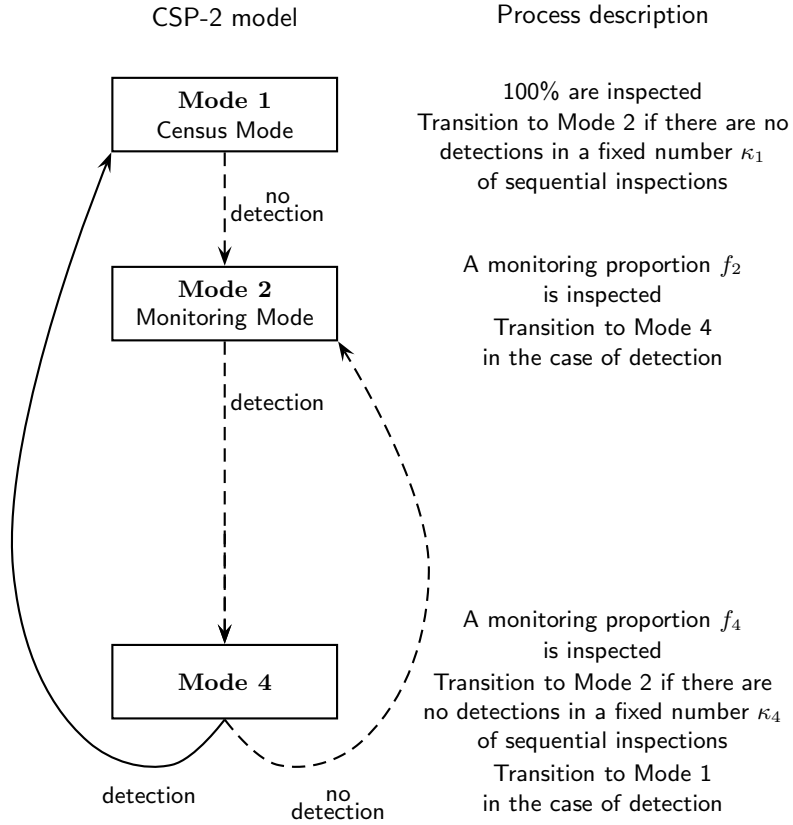 CSP-2 model
Process description
Mode 1
Census Mode
100% are inspected
Transition to Mode 2 if there are no
detections in a fixed number κ₁
of sequential inspections
no
detection
Mode 2
Monitoring Mode
A monitoring proportion f₂
is inspected
Transition to Mode 4
in the case of detection
detection
Mode 4
A monitoring proportion f₄
is inspected
Transition to Mode 2 if there are
no detections in a fixed number κ₄
of sequential inspections
Transition to Mode 1
in the case of detection
detection
no
detection